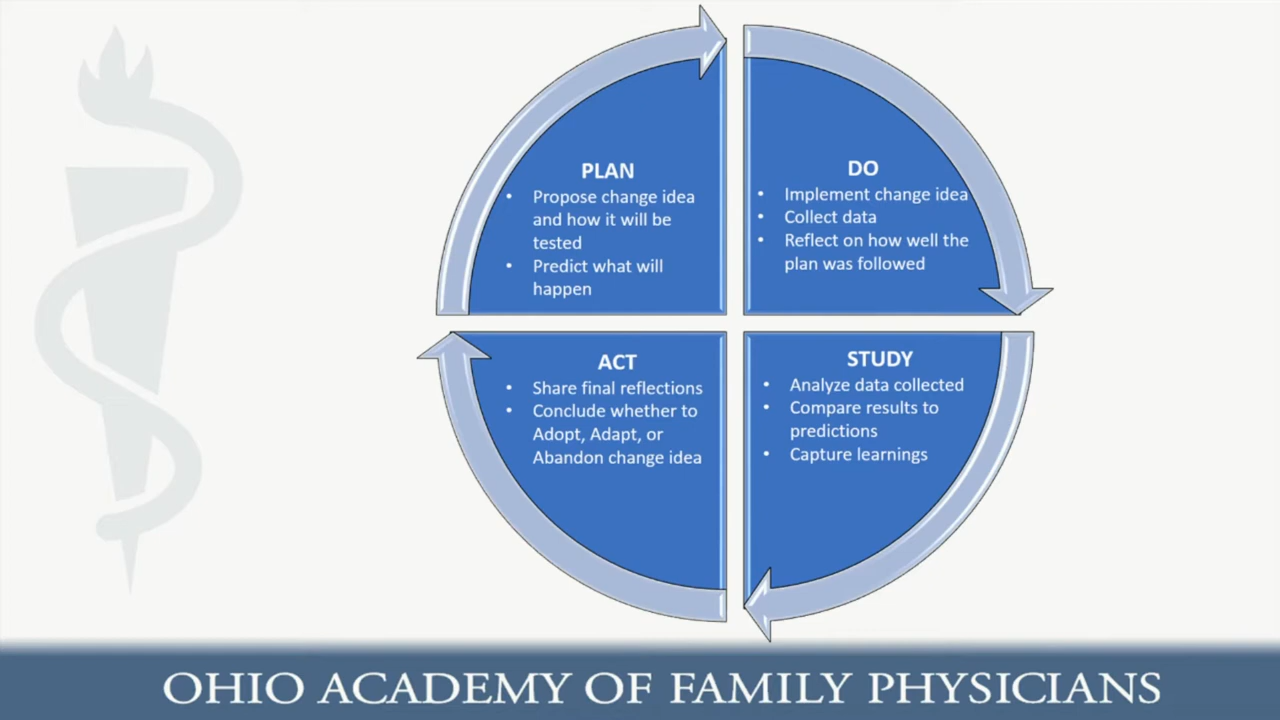 PLAN
• Propose change idea
and how it will be
tested
• Predict what will
happen
DO
• Implement change idea
• Collect data
• Reflect on how well the
plan was followed
ACT
• Share final reflections
• Conclude whether to
Adopt, Adapt, or
Abandon change idea
STUDY
• Analyze data collected
• Compare results to
predictions
• Capture learnings
OHIO ACADEMY OF FAMILY PHYSICIANS